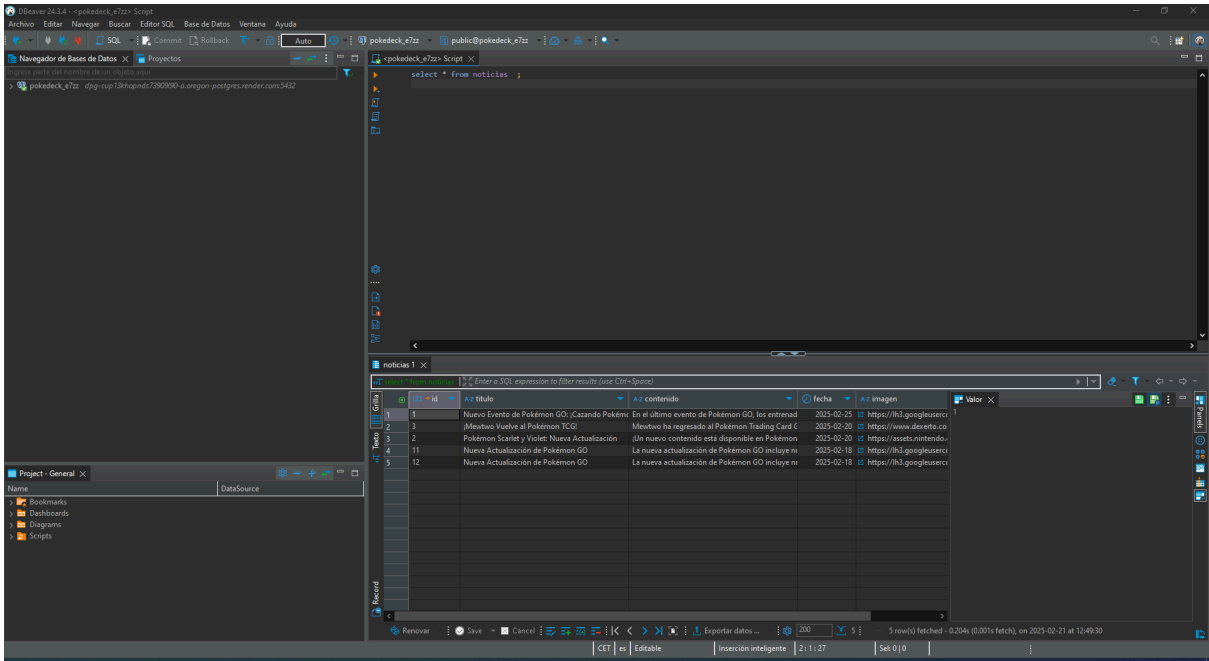 DBeaver 24.3.4 - <pokedeck_e7zz> Script
Archivo Editar Navegar Buscar Editor SQL Base de Datos Ventana Ayuda
SQL Commit Rollback Auto pokedeck_e7zz public@pokedeck_e7zz
Navegador de Bases de Datos Proyectos
<pokedeck_e7zz> Script
Ingrese parte del nombre de un objeto aquí
pokedeck_e7zz
select * from noticias ;
noticias 1
select * from noticias Enter a SQL expression to filter results (use Ctrl+Space)
Grilla
Texto
Record
id A-Z titulo A-Z contenido fecha A-Z imagen
1 1 Nuevo Evento de Pokémon GO: ¡Cazando Pokémo En el último evento de Pokémon GO, los entrenad 2025-02-25 https://lh3.googleuserco
2 3 ¡Mewtwo Vuelve al Pokémon TCG! Mewtwo ha regresado al Pokémon Trading Card G 2025-02-20 https://www.dexerto.co
3 2 Pokémon Scarlet y Violet: Nueva Actualización ¡Un nuevo contenido está disponible en Pokémon 2025-02-20 https://assets.nintendo.
4 11 Nueva Actualización de Pokémon GO La nueva actualización de Pokémon GO incluye nu 2025-02-18 https://lh3.googleuserco
5 12 Nueva Actualización de Pokémon GO La nueva actualización de Pokémon GO incluye nu 2025-02-18 https://lh3.googleuserco
Valor
1
Panels
Project - General
Name DataSource
Bookmarks
Dashboards
Diagrams
Scripts
Renovar Save Cancel Exportar datos ... 200 5 5 row(s) fetched - 0.204s (0.001s fetch), on 2025-02-21 at 12:49:30
CET es Editable Inserción inteligente 2 : 1 : 27 Sel: 0 | 0